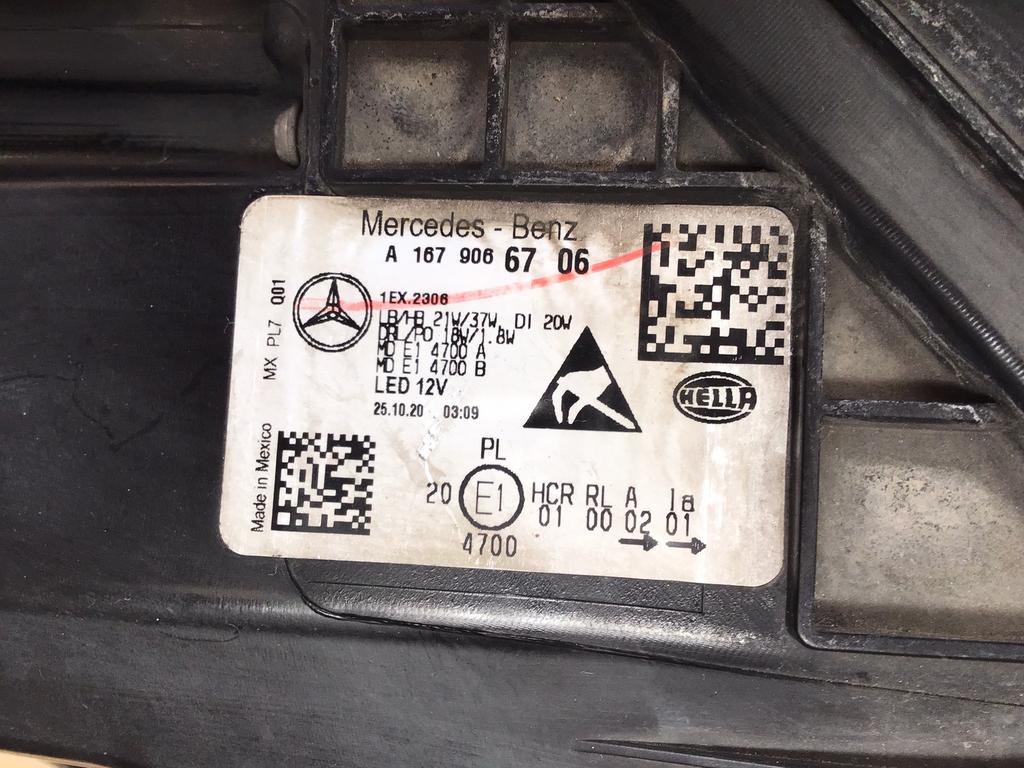 Mercedes - Benz
A 167 906 67 06
1EX.2306
LB/HB 21W/37W, DI 20W
DRL/PO 18W/1.8W
MD E1 4700 A
MD E1 4700 B
LED 12V
25.10.20 03:09
MX PL7 Q01
HELLA
Made in Mexico
PL
20 E1 HCR RL A 1a
01 00 02 01
4700